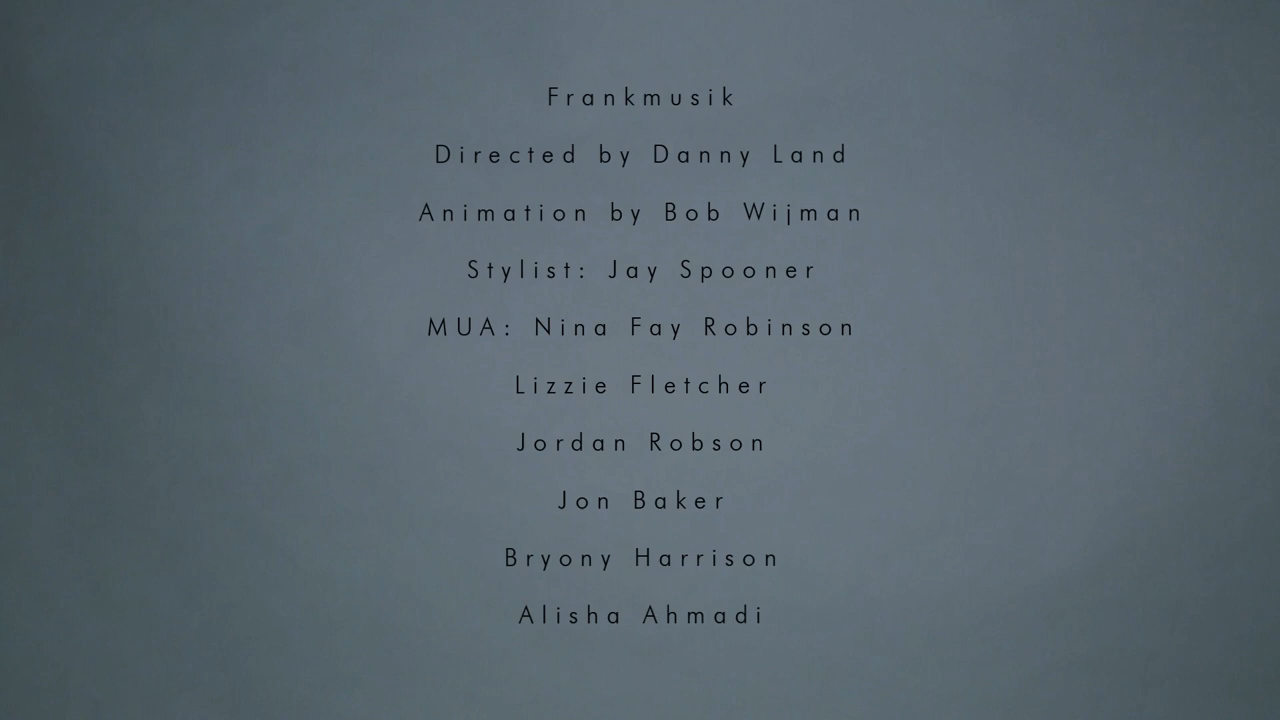 Frankmusik
Directed by Danny Land
Animation by Bob Wijman
Stylist: Jay Spooner
MUA: Nina Fay Robinson
Lizzie Fletcher
Jordan Robson
Jon Baker
Bryony Harrison
Alisha Ahmadi